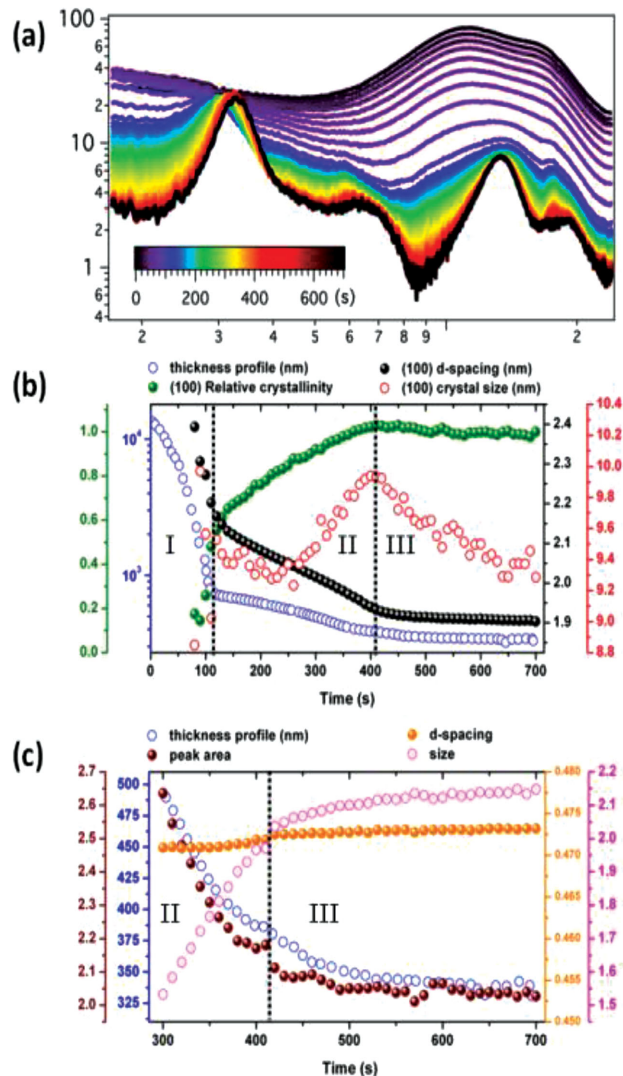 (a)
100
6
4
2
10
6
4
2
1
6
4
0 200 400 600 (s)
2 3 4 5 6 7 8 9 2
(b)
thickness profile (nm) (100) d-spacing (nm)
(100) Relative crystallinity (100) crystal size (nm)
1.0 0.8 0.6 0.4 0.2 0.0
10⁴ 10³
I II III
2.4 2.3 2.2 2.1 2.0 1.9
10.4 10.2 10.0 9.8 9.6 9.4 9.2 9.0 8.8
0 100 200 300 400 500 600 700
Time (s)
(c)
thickness profile (nm) d-spacing
peak area size
2.7 2.6 2.5 2.4 2.3 2.2 2.1 2.0
500 475 450 425 400 375 350 325
II III
0.480 0.475 0.470 0.465 0.460 0.455 0.450
2.2 2.1 2.0 1.9 1.8 1.7 1.6 1.5
300 400 500 600 700
Time (s)